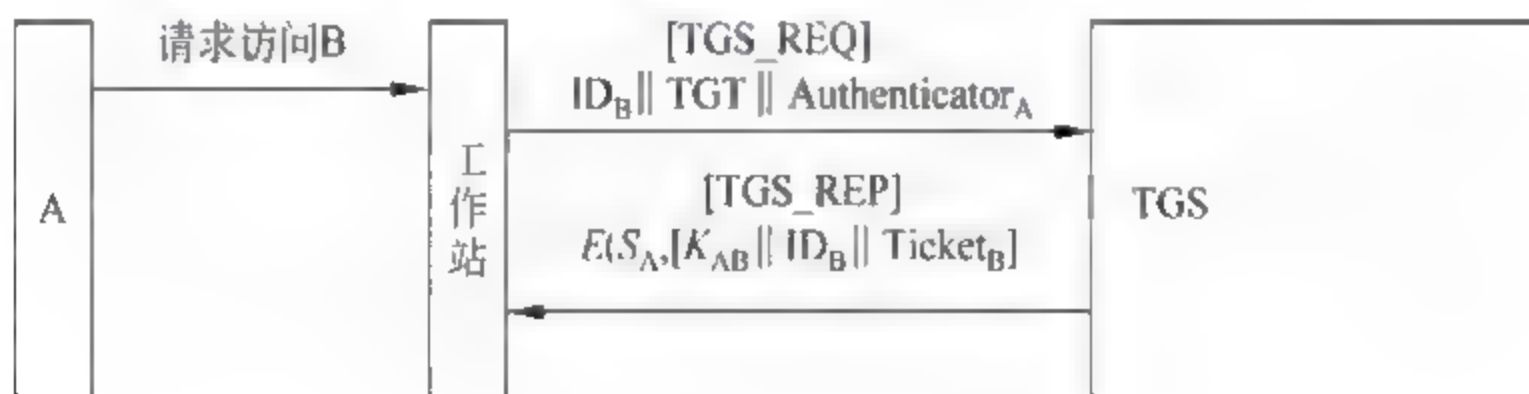 请求访问B
[TGS_REQ]
ID_B || TGT || Authenticator_A
A
工作站
[TGS_REP]
E(S_A,[K_AB || ID_B || Ticket_B]
TGS